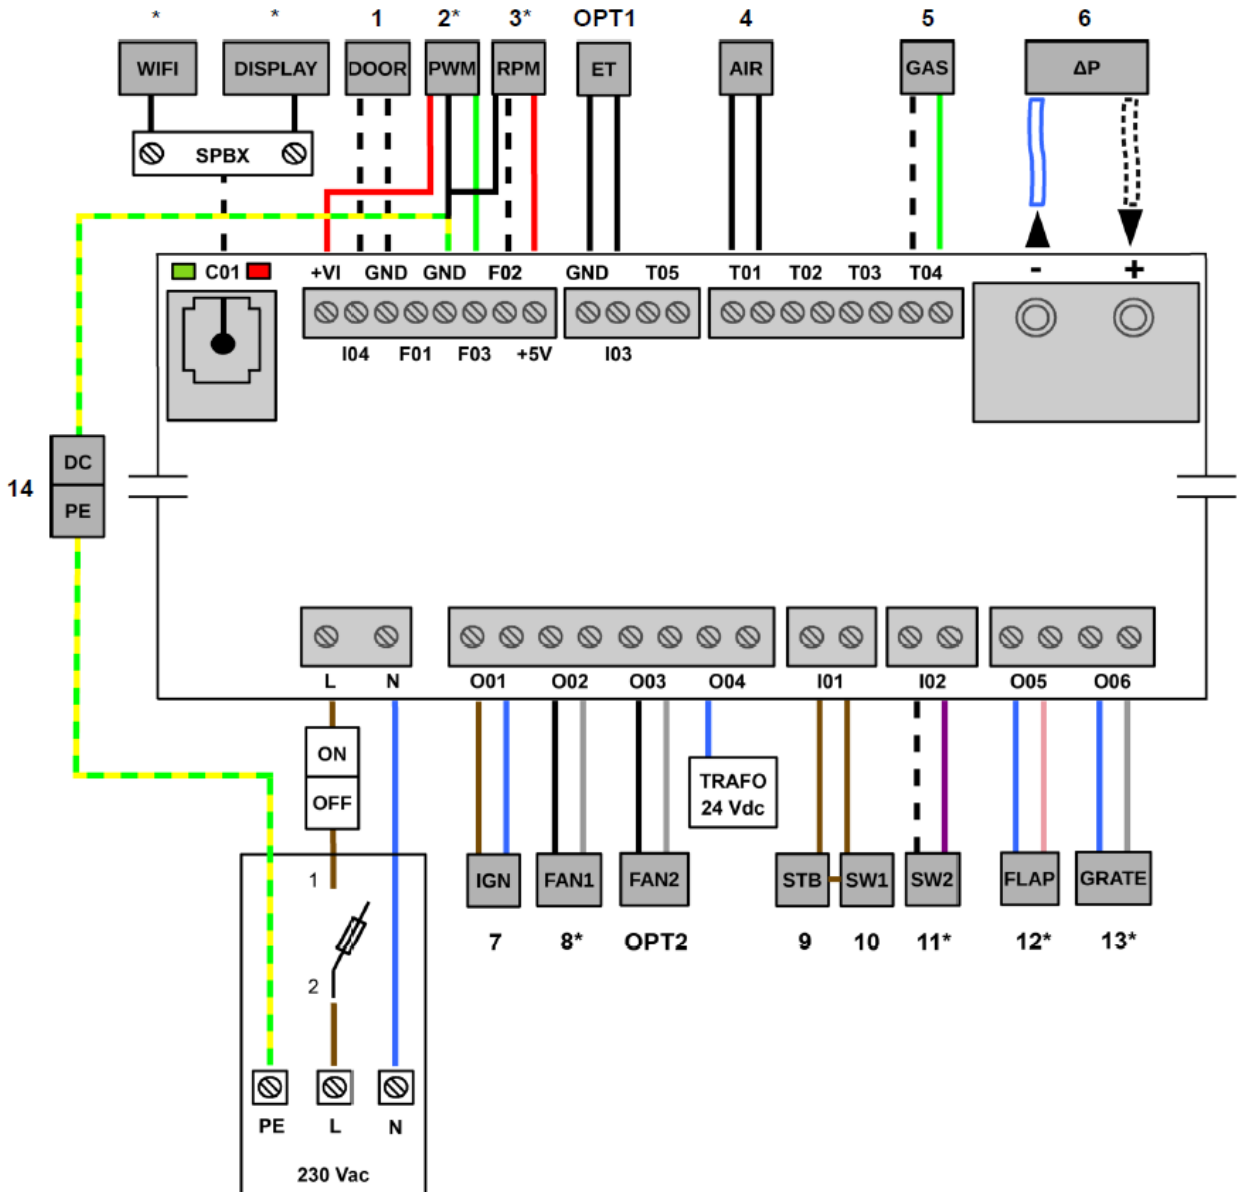 * * 1 2* 3* OPT1 4 5 6
WIFI DISPLAY DOOR PWM RPM ET AIR GAS ΔP
SPBX
C01 +VI GND GND F02 GND T05 T01 T02 T03 T04 - +
I04 F01 F03 +5V I03
DC
14
PE
L N O01 O02 O03 O04 I01 I02 O05 O06
ON
OFF
TRAFO
24 Vdc
1 IGN FAN1 FAN2 STB SW1 SW2 FLAP GRATE
7 8* OPT2 9 10 11* 12* 13*
2
PE L N
230 Vac